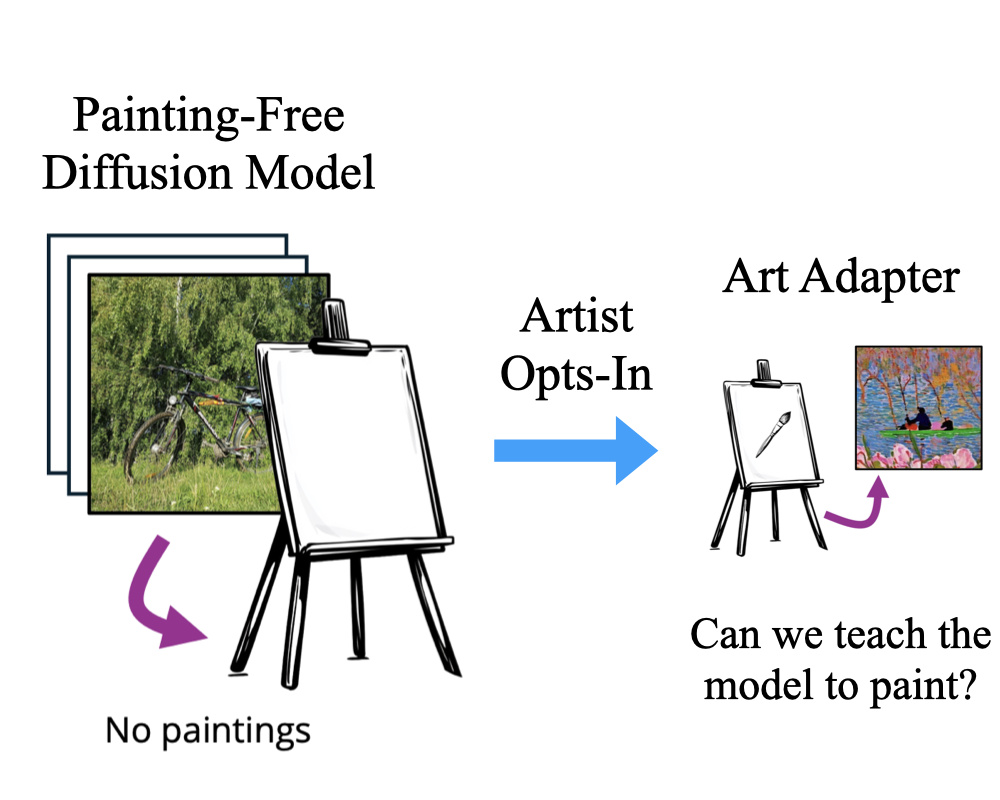 Painting-Free
Diffusion Model
Artist
Opts-In
Art Adapter
No paintings
Can we teach the
model to paint?